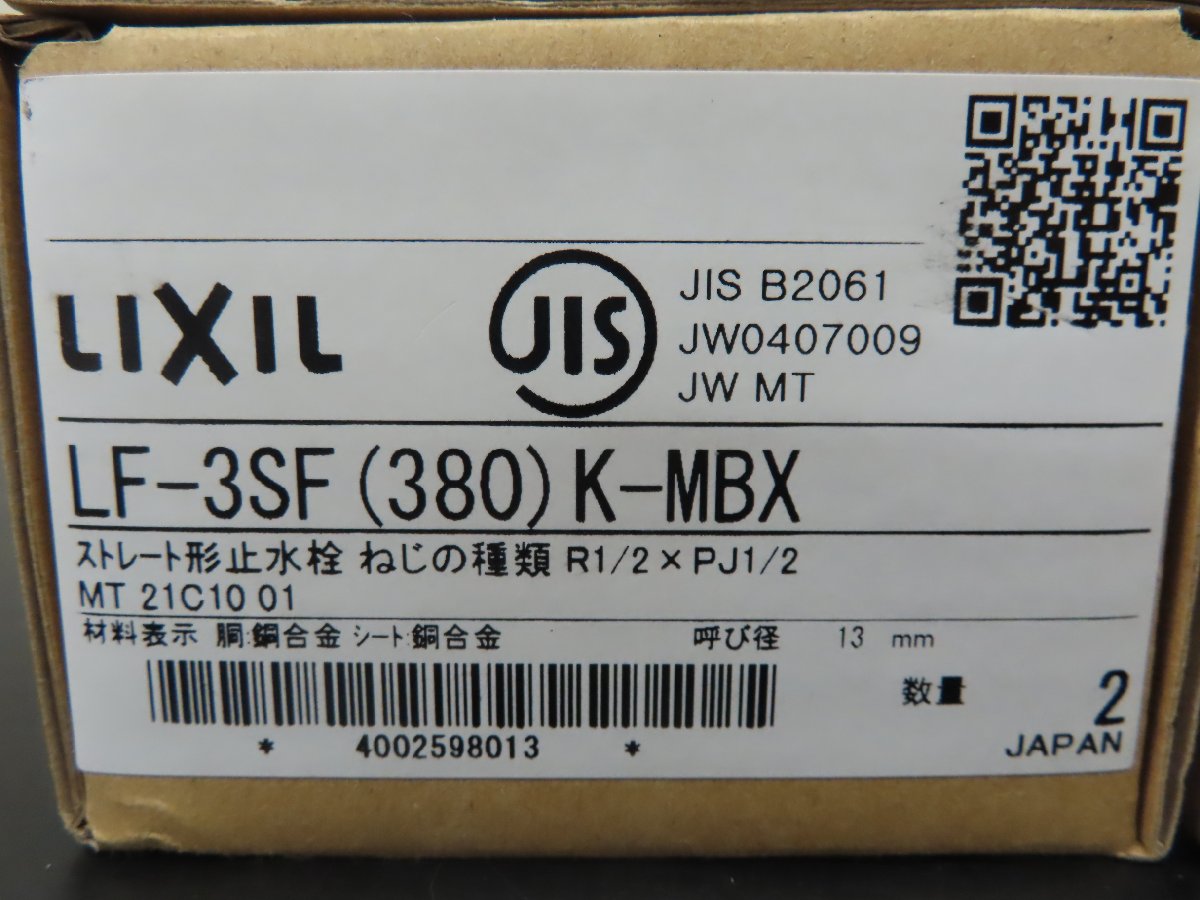 LIXIL
JIS
JIS B2061
JW0407009
JW MT
LF-3SF(380)K-MBX
ストレート形止水栓 ねじの種類 R1/2×PJ1/2
MT 21C10 01
材料表示 胴:銅合金 シート:銅合金 呼び径 13 mm
数量 2
* 4002598013 *
JAPAN